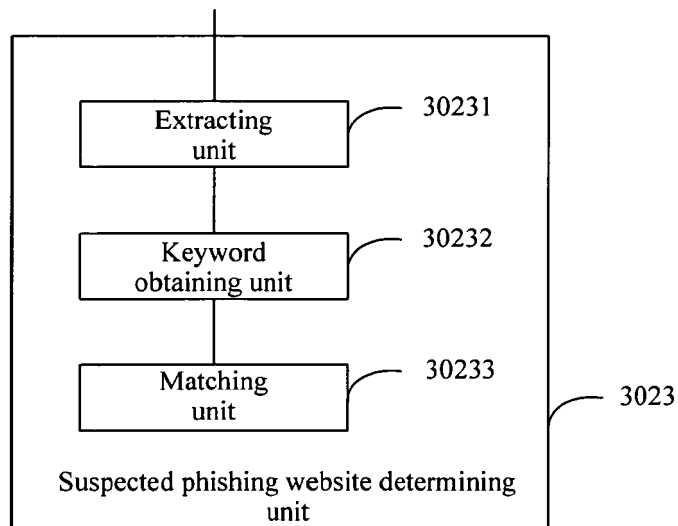 Extracting
unit
30231
Keyword
obtaining unit
30232
Matching
unit
30233
3023
Suspected phishing website determining
unit